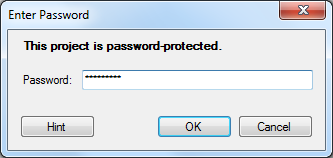 Enter Password
This project is password-protected.
Password: *********
Hint OK Cancel